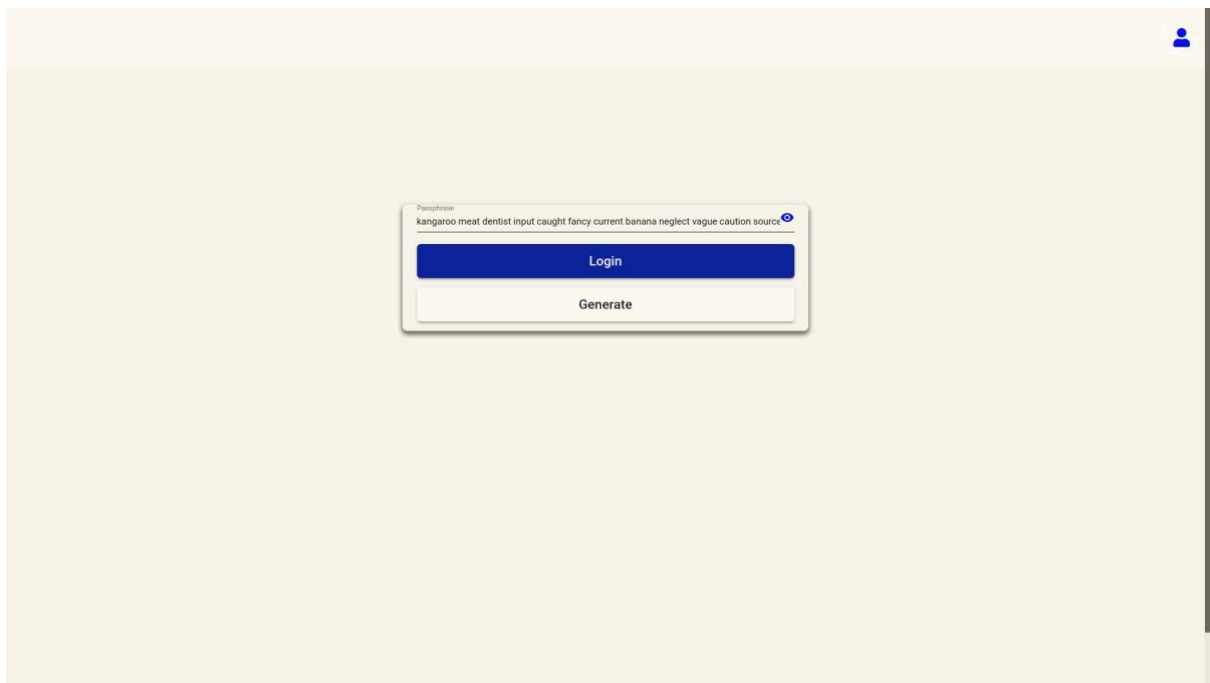 Passphrase
kangaroo meat dentist input caught fancy current banana neglect vague caution source
Login
Generate